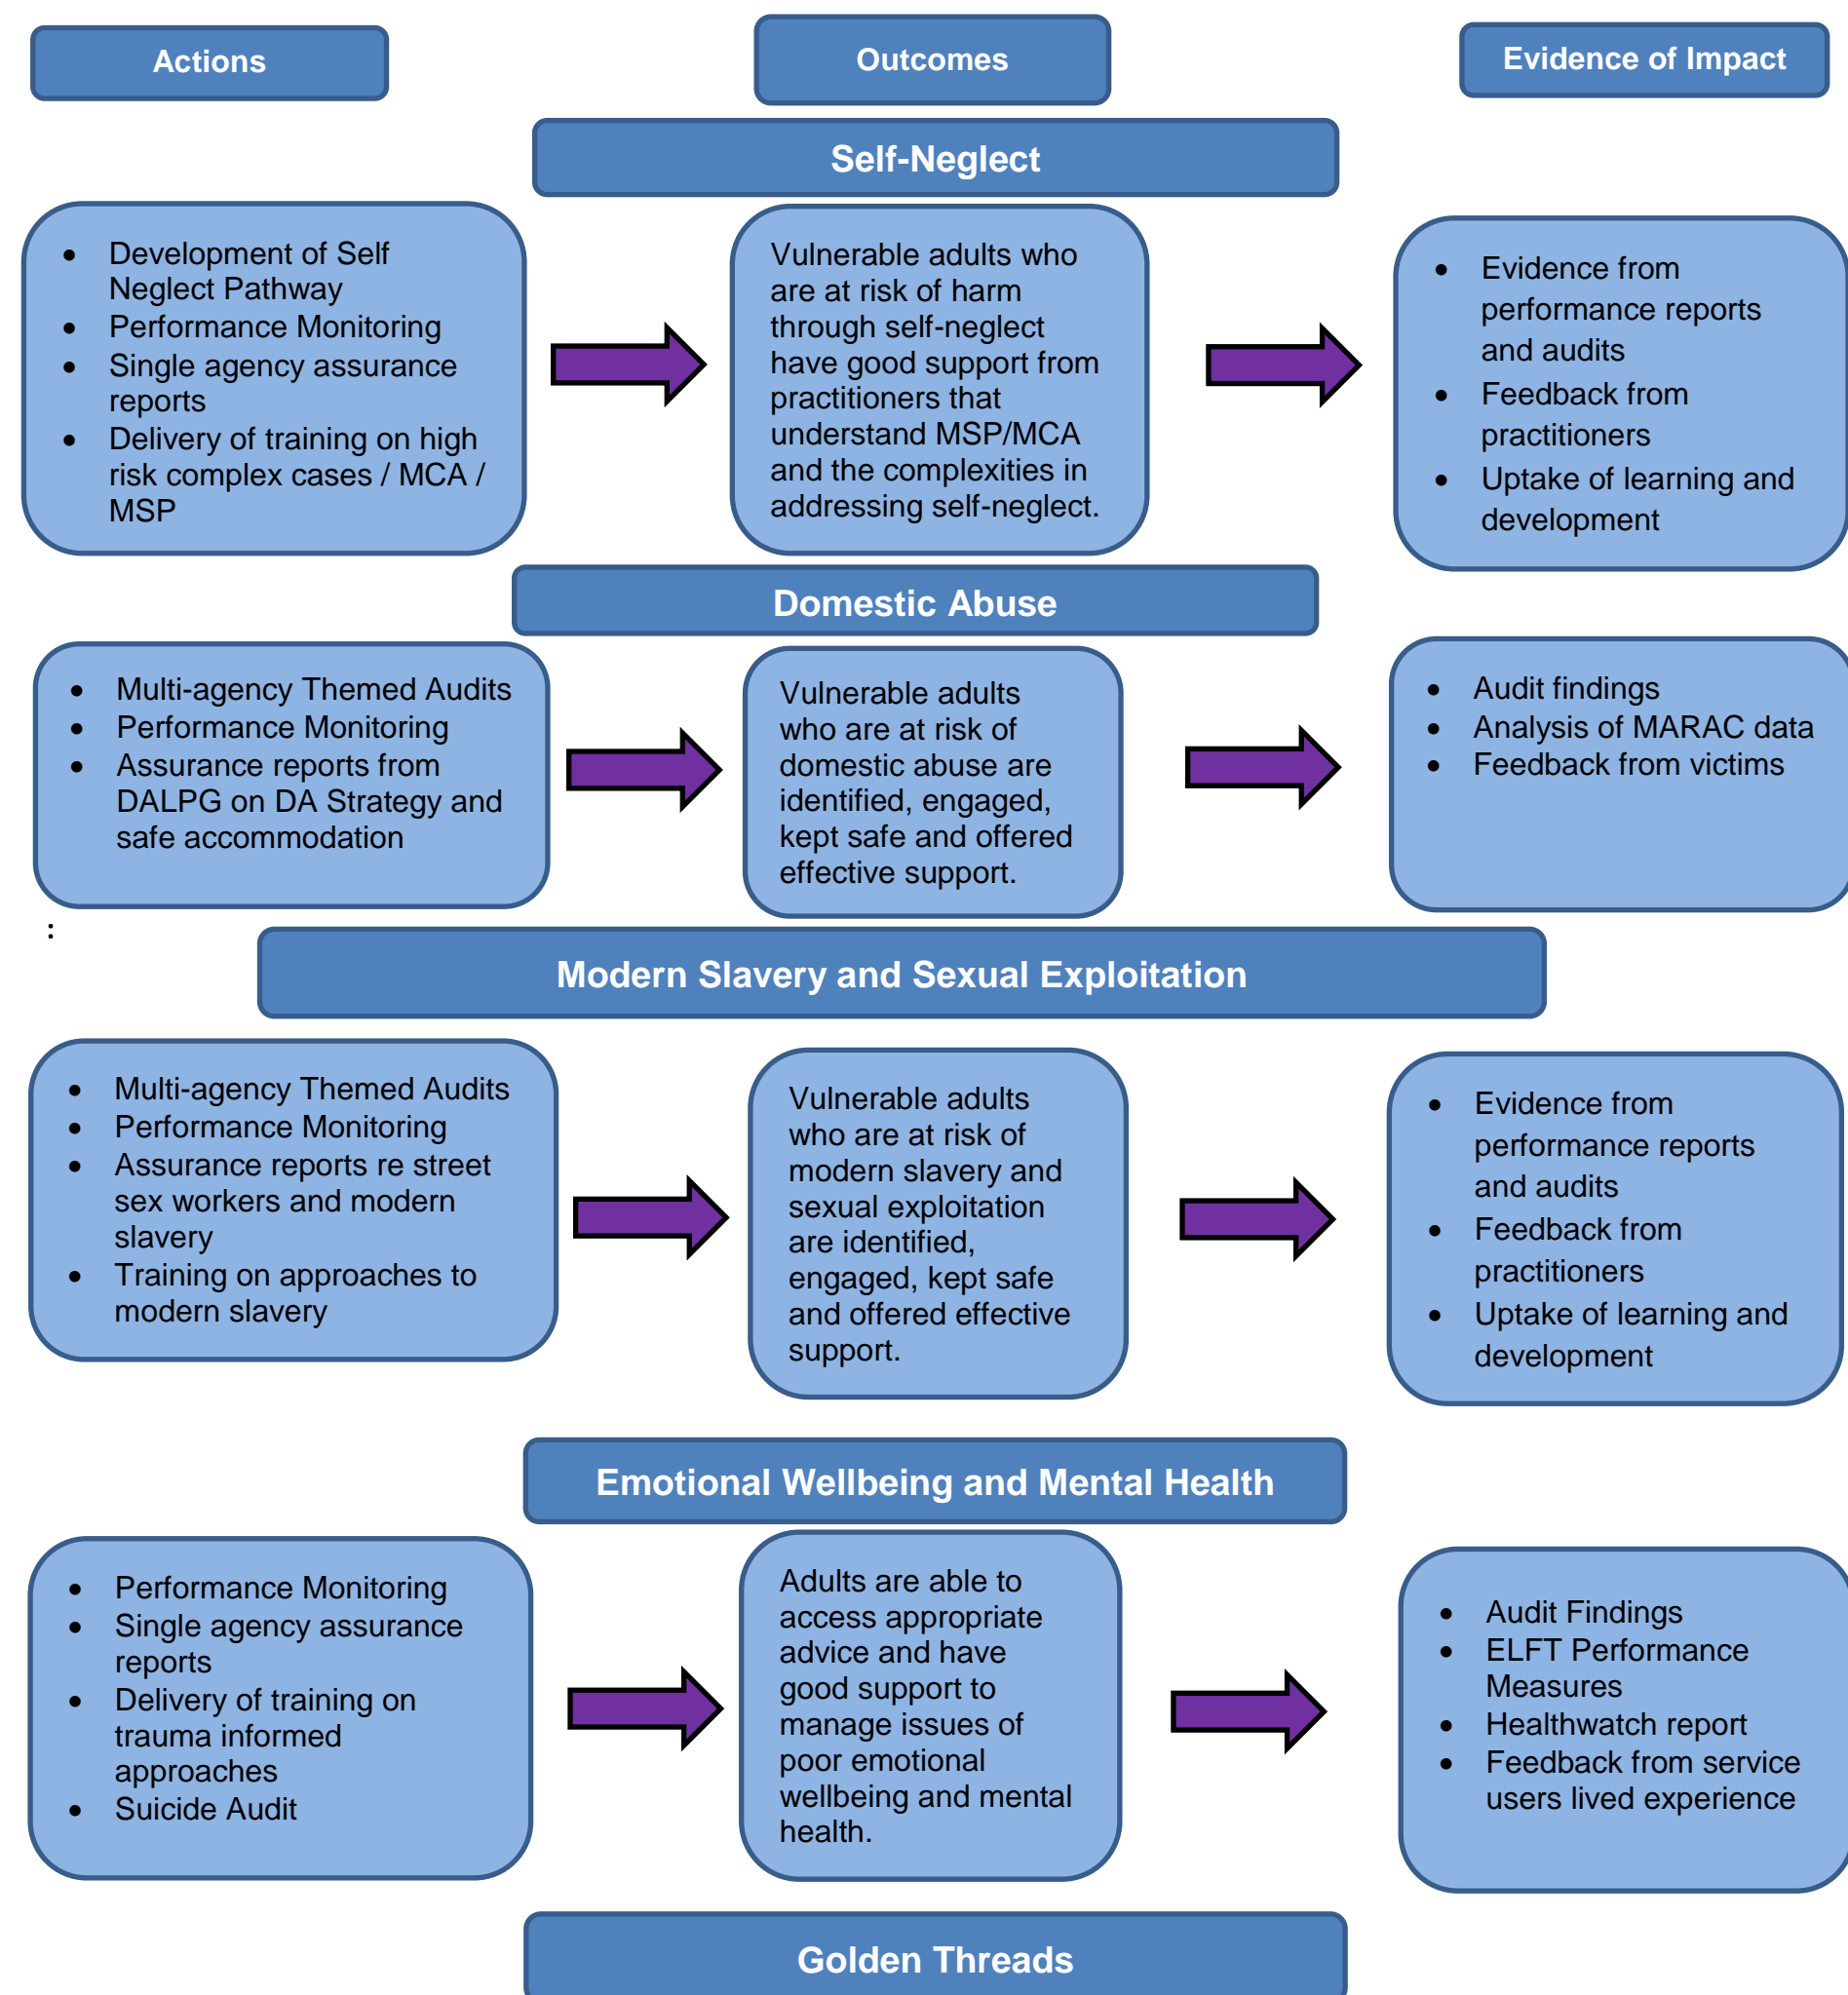 Actions
Outcomes
Evidence of Impact
Self-Neglect
• Development of Self
Neglect Pathway
• Performance Monitoring
• Single agency assurance
reports
• Delivery of training on high
risk complex cases / MCA /
MSP
Vulnerable adults who
are at risk of harm
through self-neglect
have good support from
practitioners that
understand MSP/MCA
and the complexities in
addressing self-neglect.
• Evidence from
performance reports
and audits
• Feedback from
practitioners
• Uptake of learning and
development
Domestic Abuse
• Multi-agency Themed Audits
• Performance Monitoring
• Assurance reports from
DALPG on DA Strategy and
safe accommodation
Vulnerable adults
who are at risk of
domestic abuse are
identified, engaged,
kept safe and offered
effective support.
• Audit findings
• Analysis of MARAC data
• Feedback from victims
:
Modern Slavery and Sexual Exploitation
• Multi-agency Themed Audits
• Performance Monitoring
• Assurance reports re street
sex workers and modern
slavery
• Training on approaches to
modern slavery
Vulnerable adults
who are at risk of
modern slavery and
sexual exploitation
are identified,
engaged, kept safe
and offered effective
support.
• Evidence from
performance reports
and audits
• Feedback from
practitioners
• Uptake of learning and
development
Emotional Wellbeing and Mental Health
• Performance Monitoring
• Single agency assurance
reports
• Delivery of training on
trauma informed
approaches
• Suicide Audit
Adults are able to
access appropriate
advice and have
good support to
manage issues of
poor emotional
wellbeing and mental
health.
• Audit Findings
• ELFT Performance
Measures
• Healthwatch report
• Feedback from service
users lived experience
Golden Threads